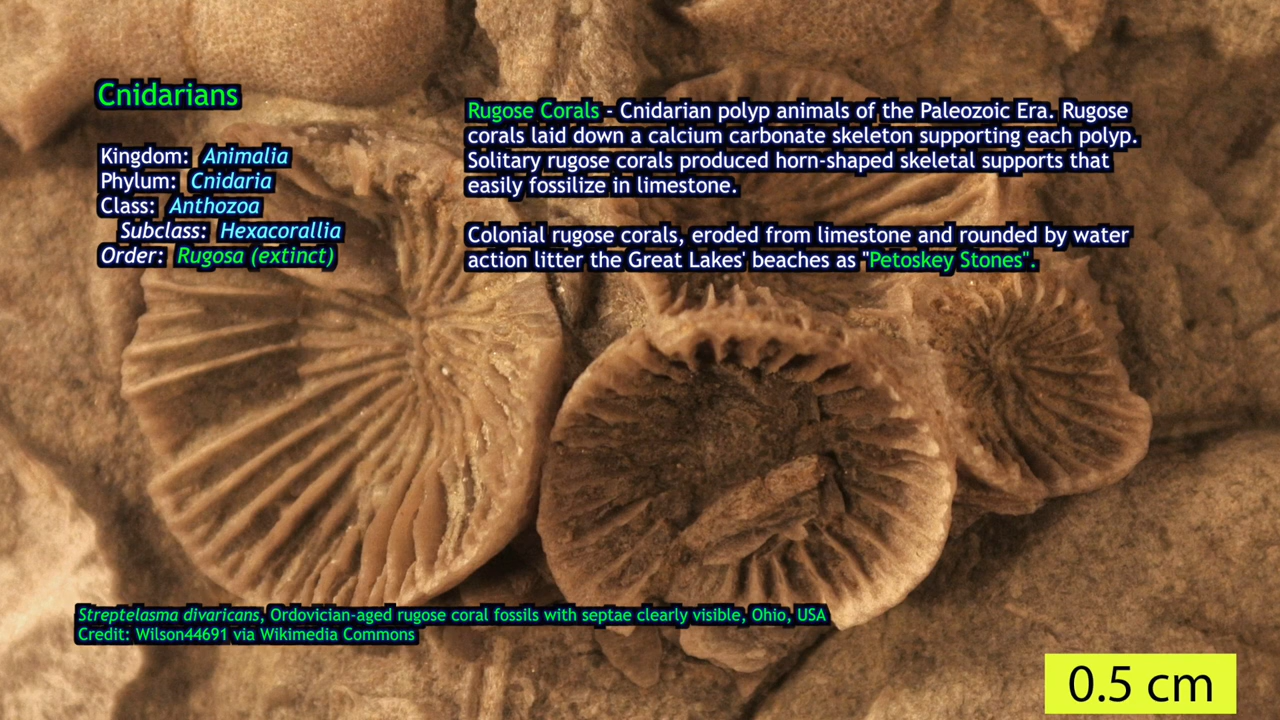 Cnidarians
Kingdom: Animalia
Phylum: Cnidaria
Class: Anthozoa
Subclass: Hexacorallia
Order: Rugosa (extinct)
Rugose Corals - Cnidarian polyp animals of the Paleozoic Era. Rugose
corals laid down a calcium carbonate skeleton supporting each polyp.
Solitary rugose corals produced horn-shaped skeletal supports that
easily fossilize in limestone.
Colonial rugose corals, eroded from limestone and rounded by water
action litter the Great Lakes' beaches as "Petoskey Stones".
Streptelasma divaricans, Ordovician-aged rugose coral fossils with septae clearly visible, Ohio, USA
Credit: Wilson44691 via Wikimedia Commons
0.5 cm